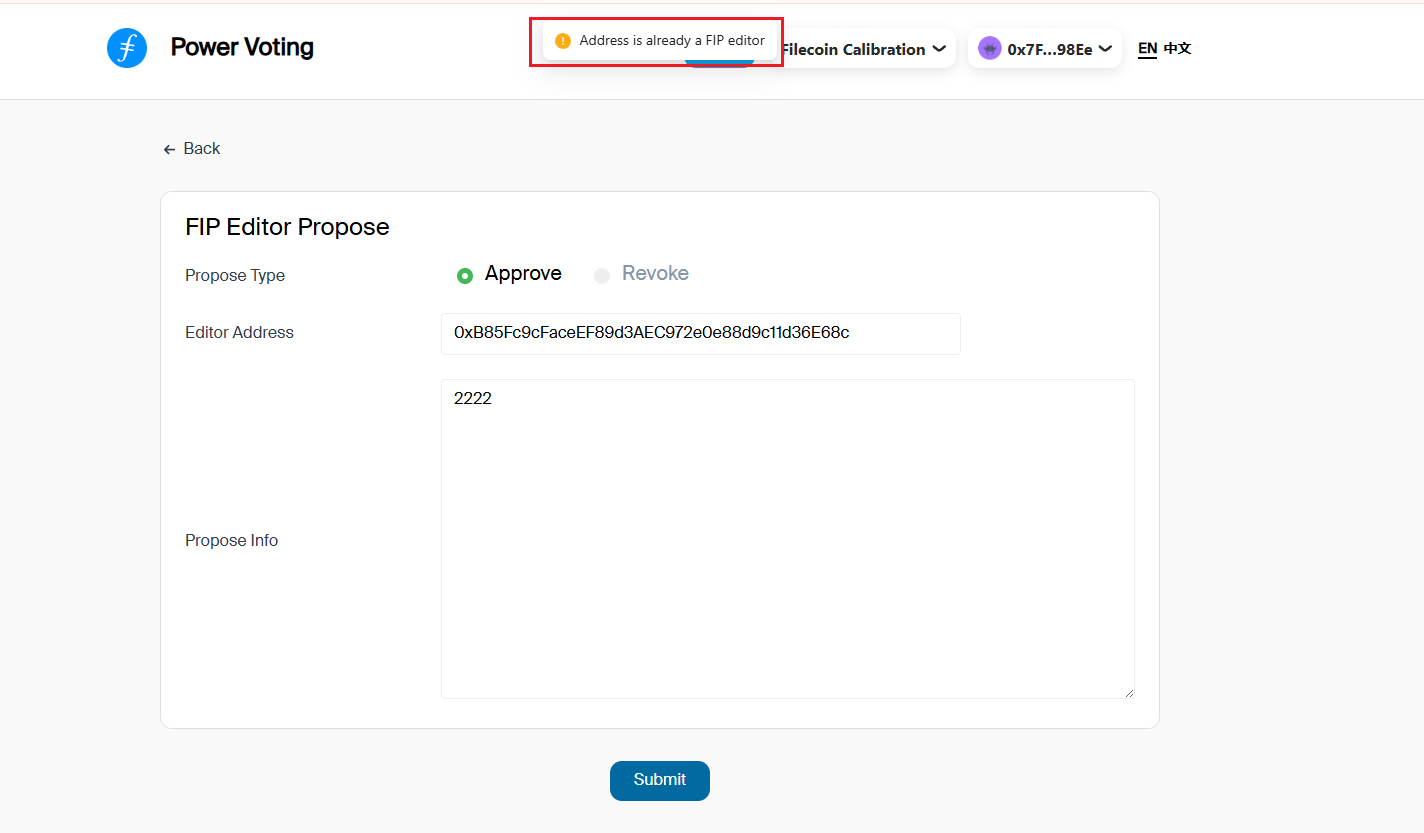 Power Voting
Address is already a FIP editor
Filecoin Calibration
0x7F...98Ee
EN 中文
Back
FIP Editor Propose
Propose Type
Approve
Revoke
Editor Address
0xB85Fc9cFaceEF89d3AEC972e0e88d9c11d36E68c
2222
Propose Info
Submit